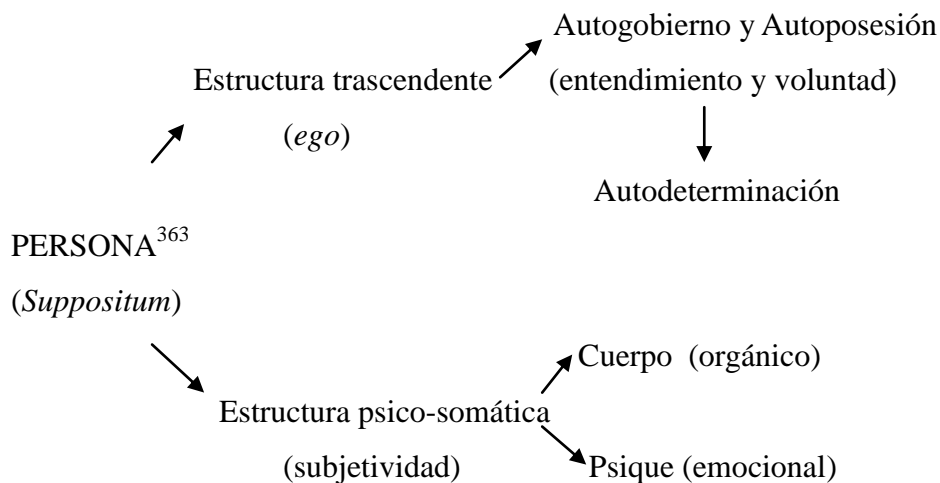 Autogobierno y Autoposesión
Estructura trascendente
(entendimiento y voluntad)
(ego)
Autodeterminación
PERSONA363
(Suppositum)
Cuerpo (orgánico)
Estructura psico-somática
(subjetividad)
Psique (emocional)